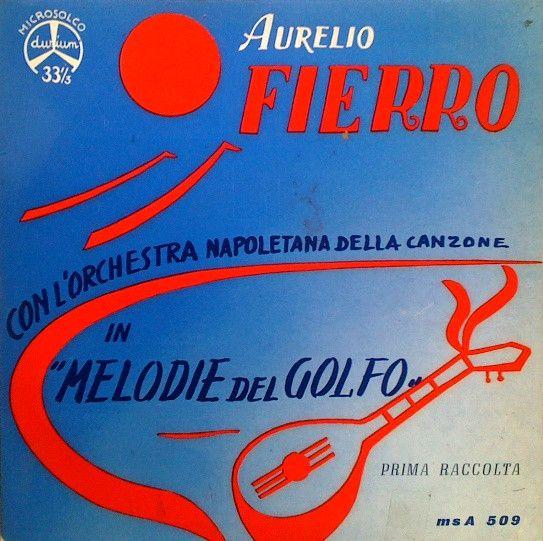 MICROSOLCO
durium
33⅓
AURELIO
FIERRO
CON L'ORCHESTRA NAPOLETANA DELLA CANZONE
IN
"MELODIE DEL GOLFO"
PRIMA RACCOLTA
msA 509